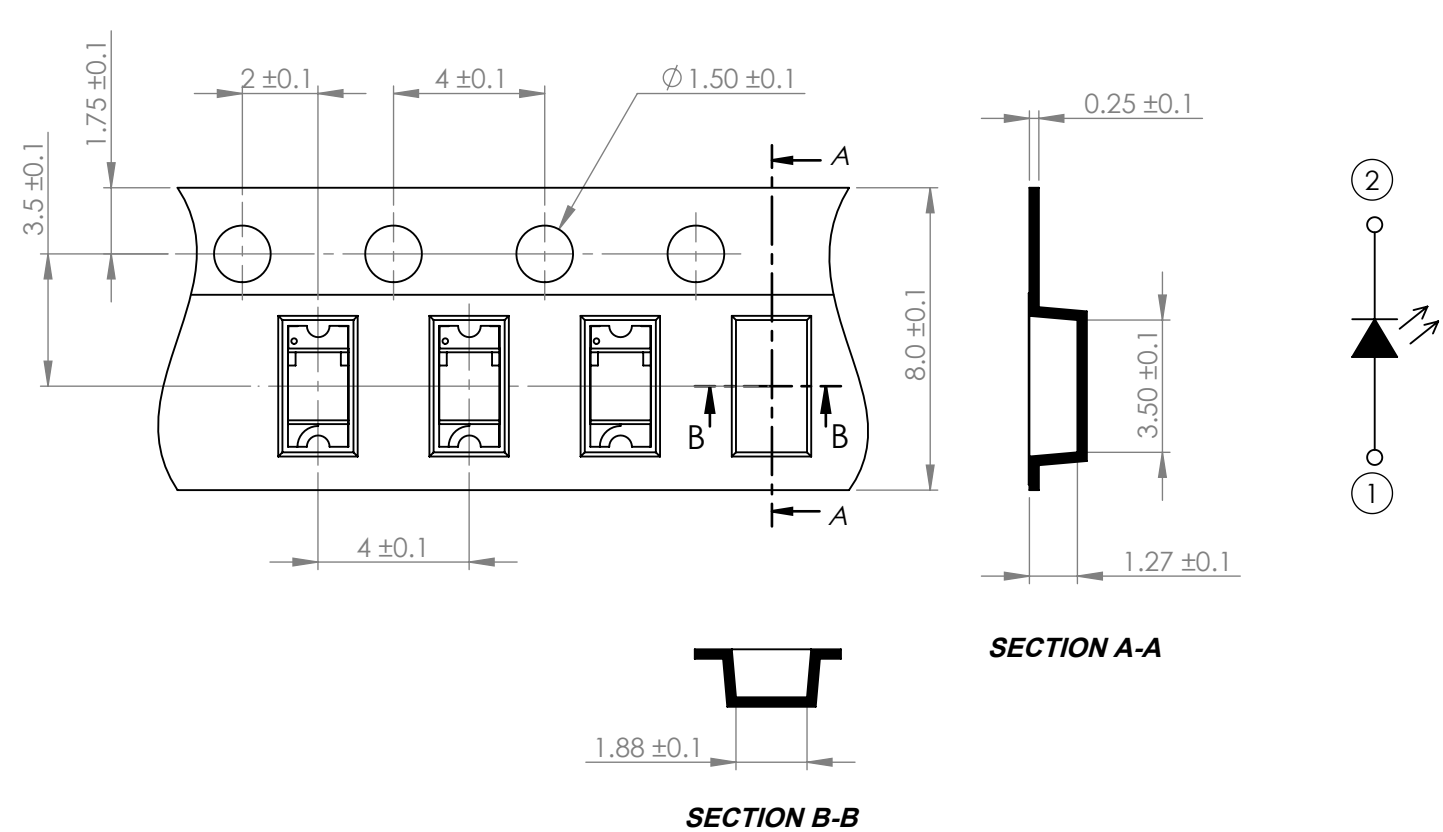 1.75 ±0.1
3.5 ±0.1
2 ±0.1
4 ±0.1
∅1.50 ±0.1
A
0.25 ±0.1
2
8.0 ±0.1
3.50 ±0.1
B
B
1
A
4 ±0.1
1.27 ±0.1
SECTION A-A
1.88 ±0.1
SECTION B-B